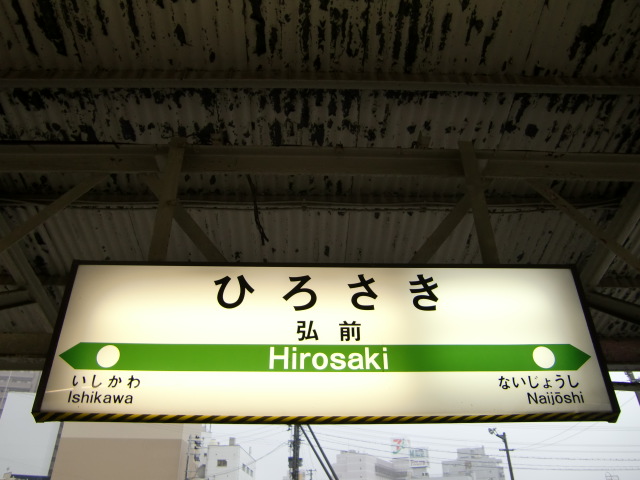 ひろさき
弘前
Hirosaki
いしかわ
Ishikawa
ないじょうし
Naijōshi